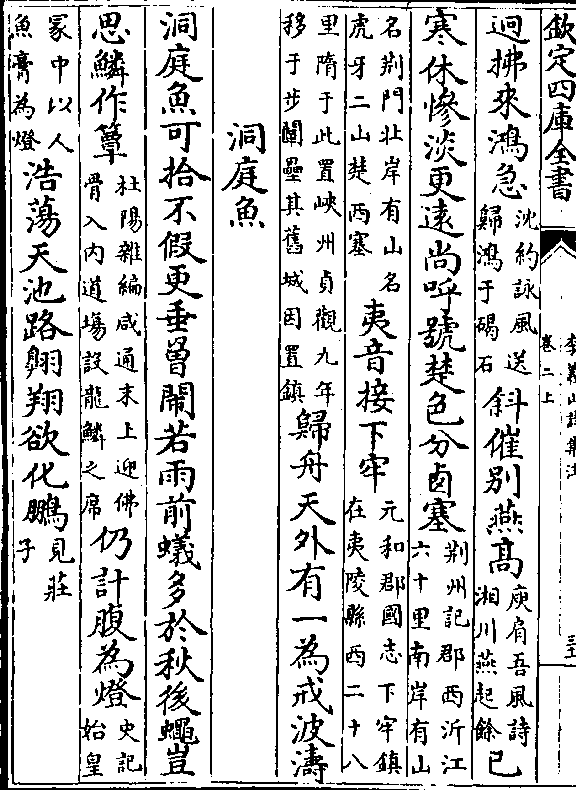 欽定四庫全書
李義山詩集注
卷二上
迥拂來鴻急
沈約詠風送
歸鴻于碣石
斜催别燕髙
庾肩吾風詩
湘川燕起餘
已
寒休慘淡更遠尚呼號楚色分卤塞
荆州記郡西泝江
六十里南岸有山
名荆門北岸有山名
虎牙二山楚西塞
夷音接下牢
元和郡國志下牢鎮
在夷陵縣西二十八
里隋于此置峽州貞觀九年
移于步闡壘其舊城因置鎮
歸舟天外有一為戒波濤
洞庭魚
洞庭魚可拾不假更垂罾鬧若雨前蟻多於秋後蠅豈
思鱗作簟
杜陽雜編咸通末上迎佛
骨入内道塲設龍鱗之席
仍計腹為燈
史記
始皇
冡中以人
魚膏為燈
浩蕩天池路翺翔欲化鵬
見莊
子